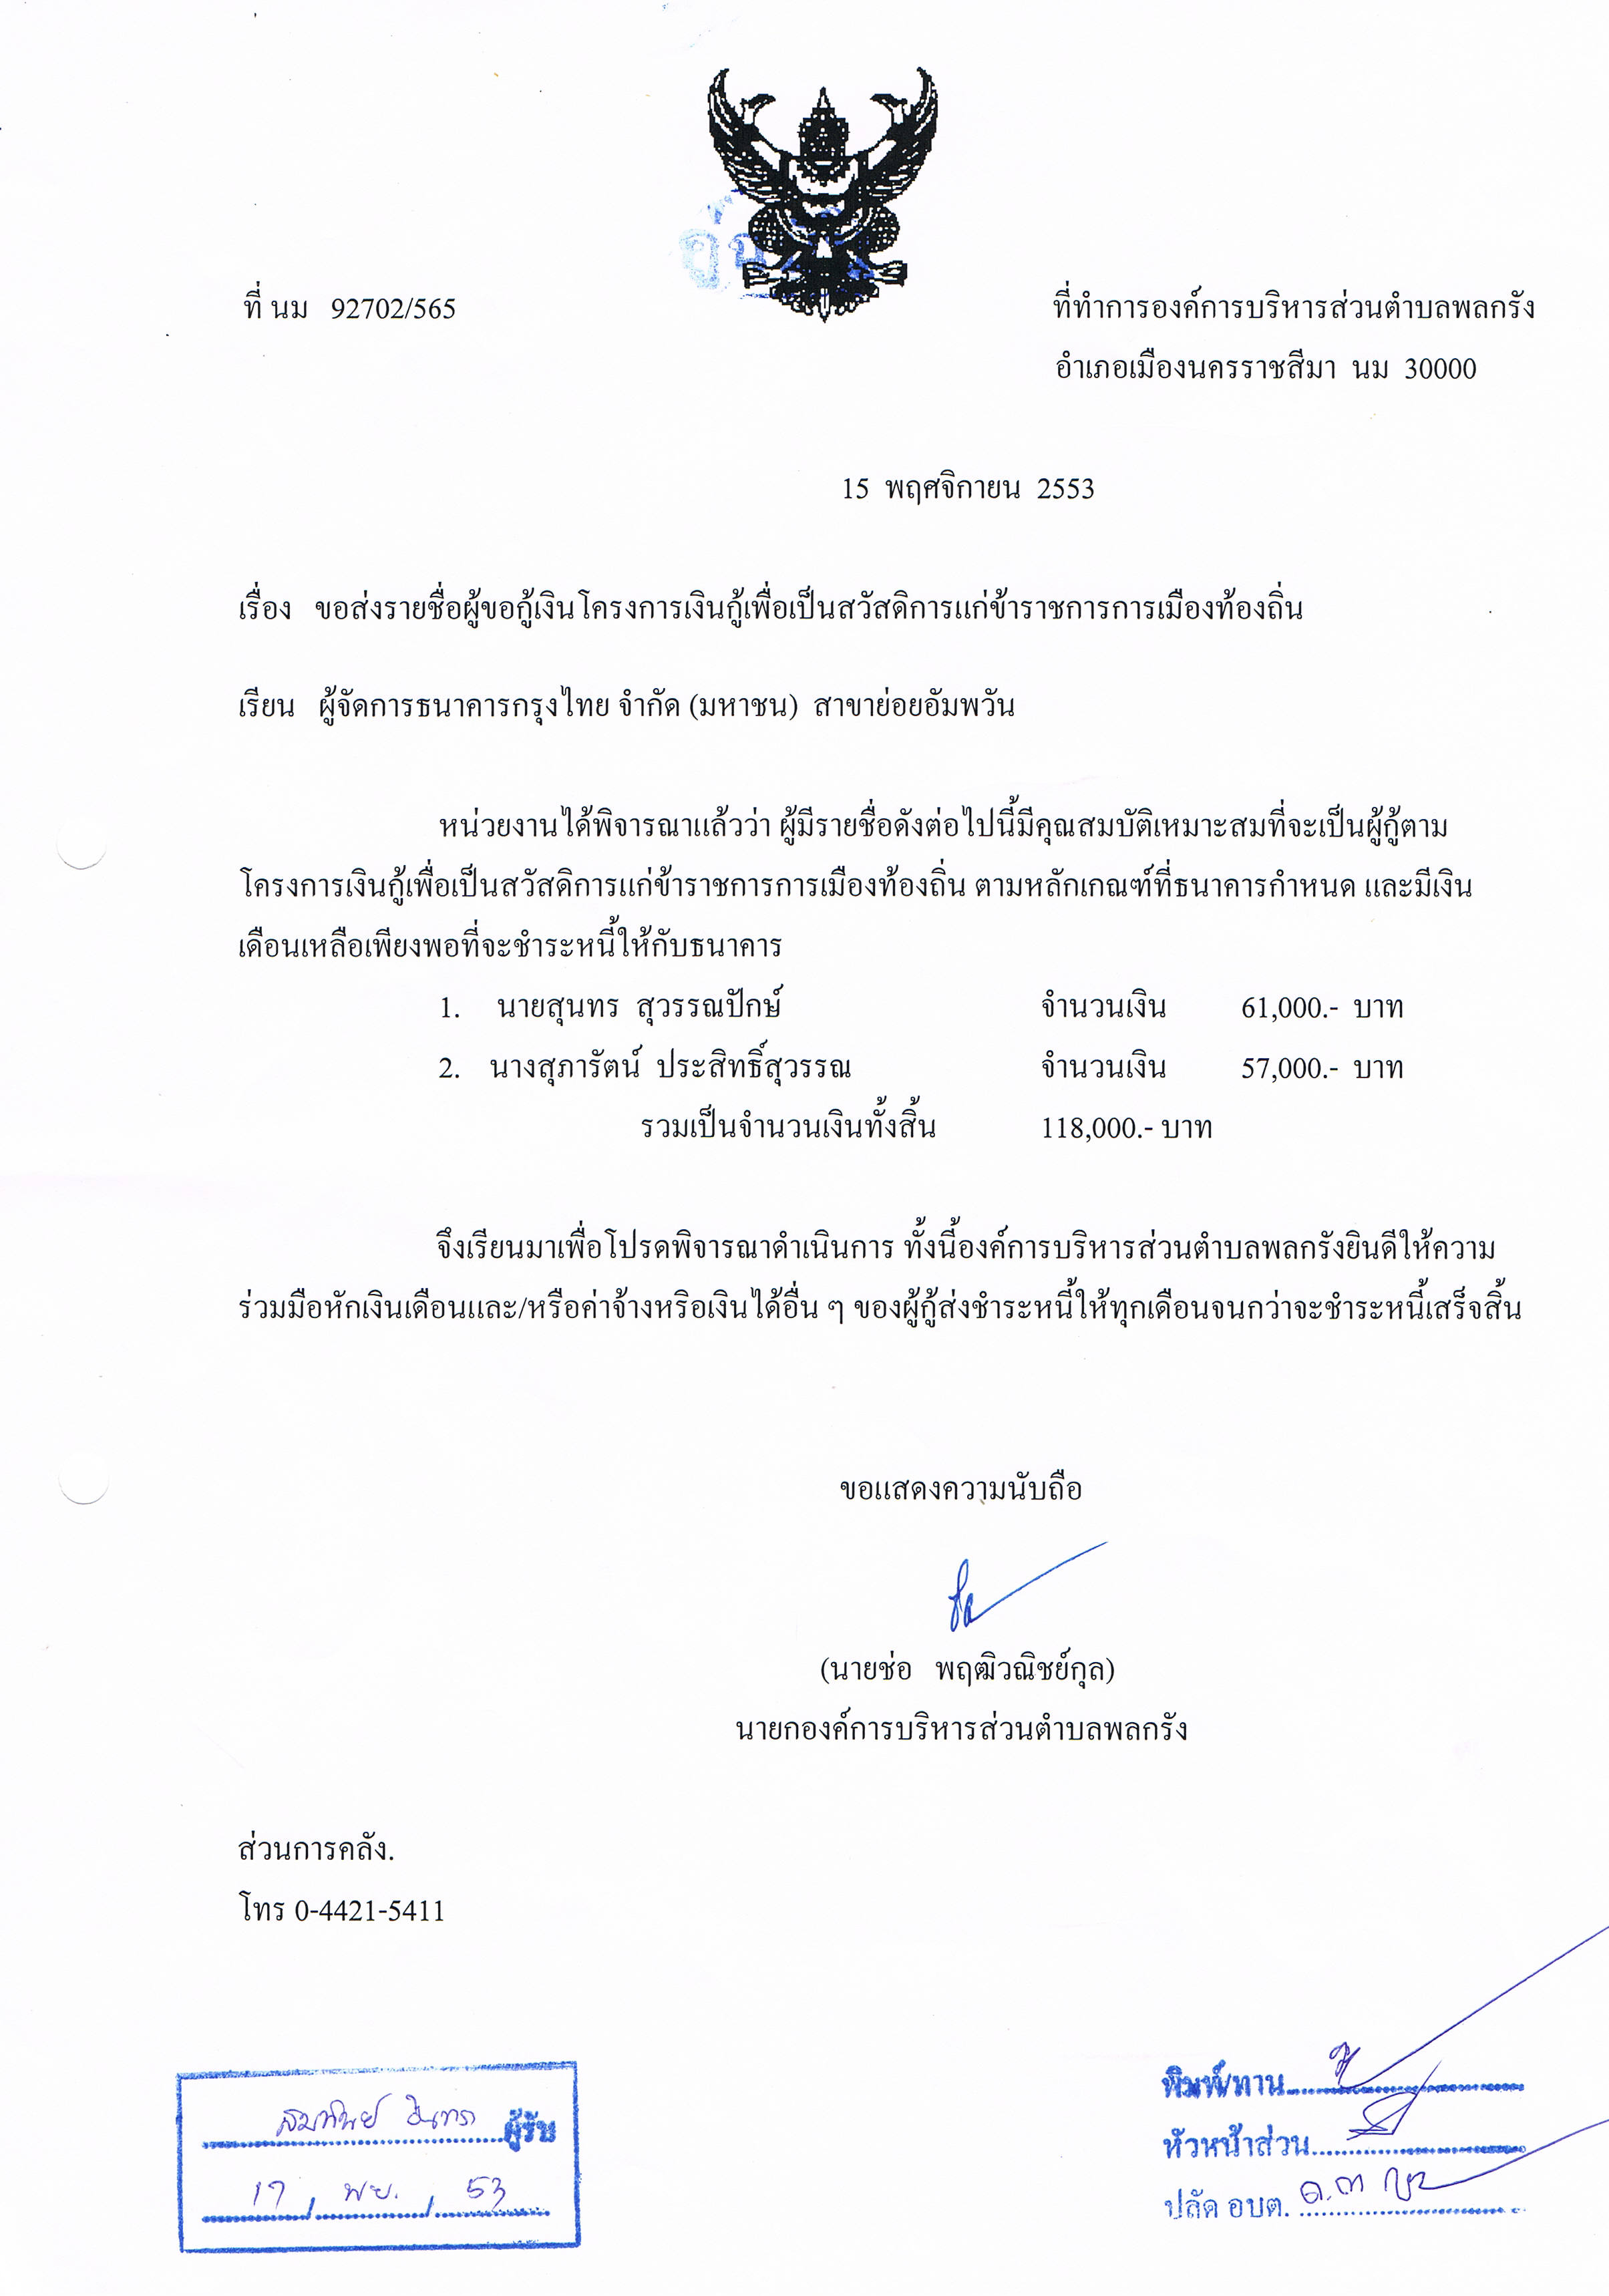 ที่ นม 92702/565
ที่ทำการองค์การบริหารส่วนตำบลพลกรัง
อำเภอเมืองนครราชสีมา นม 30000
15 พฤศจิกายน 2553
เรื่อง ขอส่งรายชื่อผู้ขอกู้เงินโครงการเงินกู้เพื่อเป็นสวัสดิการแก่ข้าราชการการเมืองท้องถิ่น
เรียน ผู้จัดการธนาคารกรุงไทย จำกัด (มหาชน) สาขาย่อยอัมพวัน
หน่วยงานได้พิจารณาแล้วว่า ผู้มีรายชื่อดังต่อไปนี้มีคุณสมบัติเหมาะสมที่จะเป็นผู้กู้ตาม
โครงการเงินกู้เพื่อเป็นสวัสดิการแก่ข้าราชการการเมืองท้องถิ่น ตามหลักเกณฑ์ที่ธนาคารกำหนด และมีเงิน
เดือนเหลือเพียงพอที่จะชำระหนี้ให้กับธนาคาร
1. นายสุนทร สุวรรณปักษ์ จำนวนเงิน 61,000.- บาท
2. นางสุภารัตน์ ประสิทธิ์สุวรรณ จำนวนเงิน 57,000.- บาท
รวมเป็นจำนวนเงินทั้งสิ้น 118,000.- บาท
จึงเรียนมาเพื่อโปรดพิจารณาดำเนินการ ทั้งนี้องค์การบริหารส่วนตำบลพลกรังยินดีให้ความ
ร่วมมือหักเงินเดือนและ/หรือค่าจ้างหริอเงินได้อื่น ๆ ของผู้กู้ส่งชำระหนี้ให้ทุกเดือนจนกว่าจะชำระหนี้เสร็จสิ้น
ขอแสดงความนับถือ
(นายช่อ พฤฒิวณิชย์กุล)
นายกองค์การบริหารส่วนตำบลพลกรัง
ส่วนการคลัง.
โทร 0-4421-5411
ผู้รับ
17 / พย. / 53
พิมพ์/ทาน
หัวหน้าส่วน
ปลัด อบต.